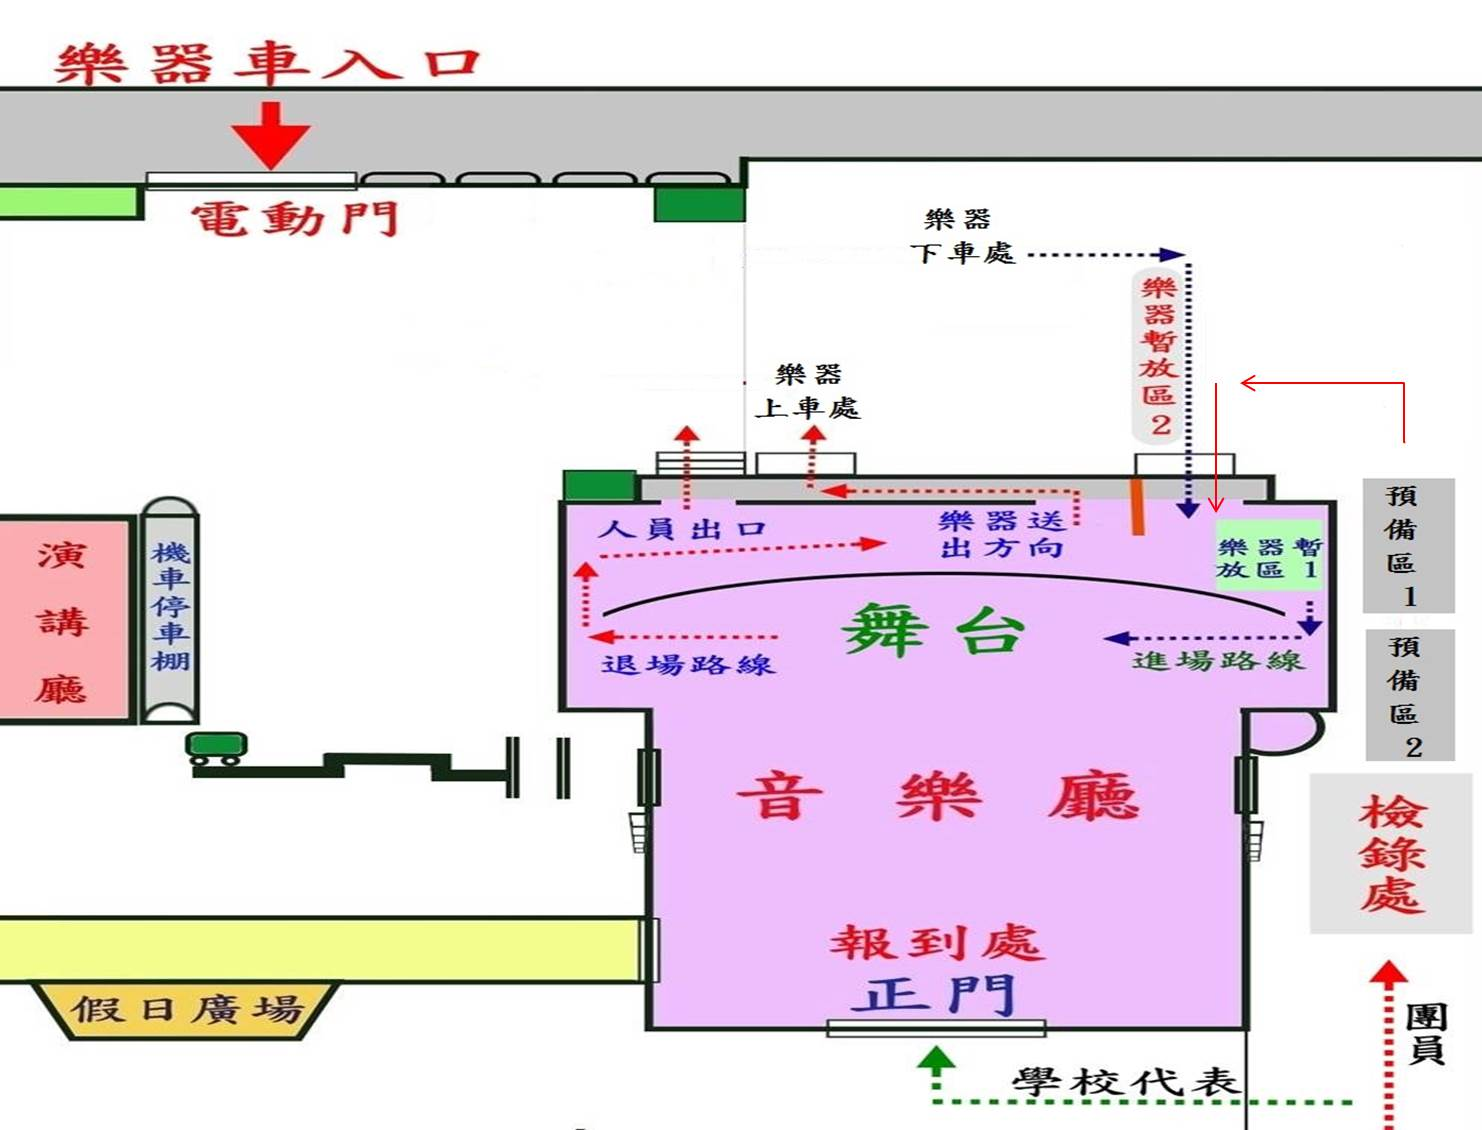 樂器車入口
電動門
樂器
下車處
樂器暫放區2
樂器
上車處
人員出口
樂器送
出方向
樂器暫
放區 1
預備區1
預備區2
演講廳
機車停車棚
舞台
退場路線
進場路線
音樂廳
檢錄處
報到處
正門
假日廣場
團員
學校代表